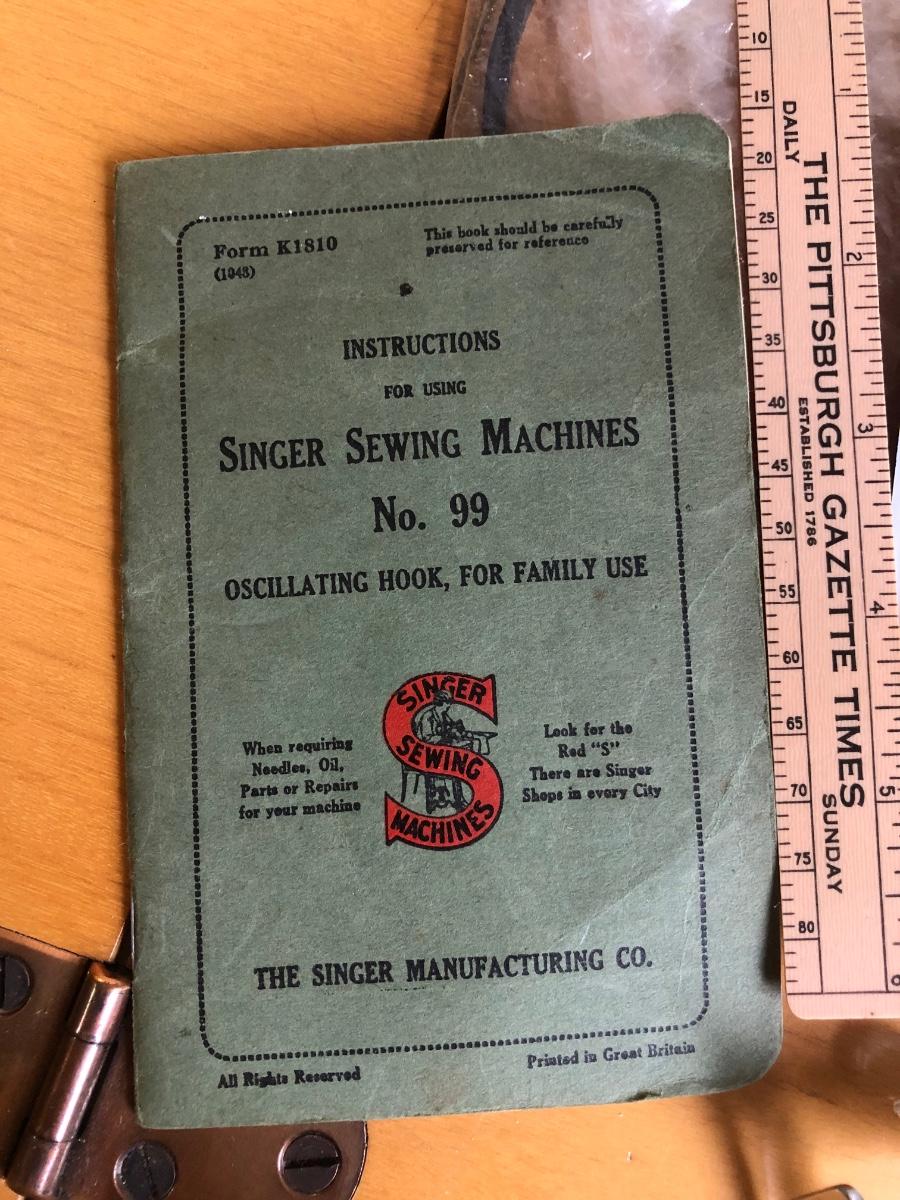 Form K1810
(1048)
This book should be carefully
preserved for reference
INSTRUCTIONS
FOR USING
SINGER SEWING MACHINES
No. 99
OSCILLATING HOOK, FOR FAMILY USE
When requiring
Needles, Oil,
Parts or Repairs
for your machine
SINGER
SEWING
MACHINES
Look for the
Red "S"
There are Singer
Shops in every City
THE SINGER MANUFACTURING CO.
All Rights Reserved
Printed in Great Britain
DAILY
THE PITTSBURGH GAZETTE TIMES
ESTABLISHED 1786
SUNDAY
10
15
20
25
30
35
40
45
50
55
60
65
70
75
80
2
3
4
5
6